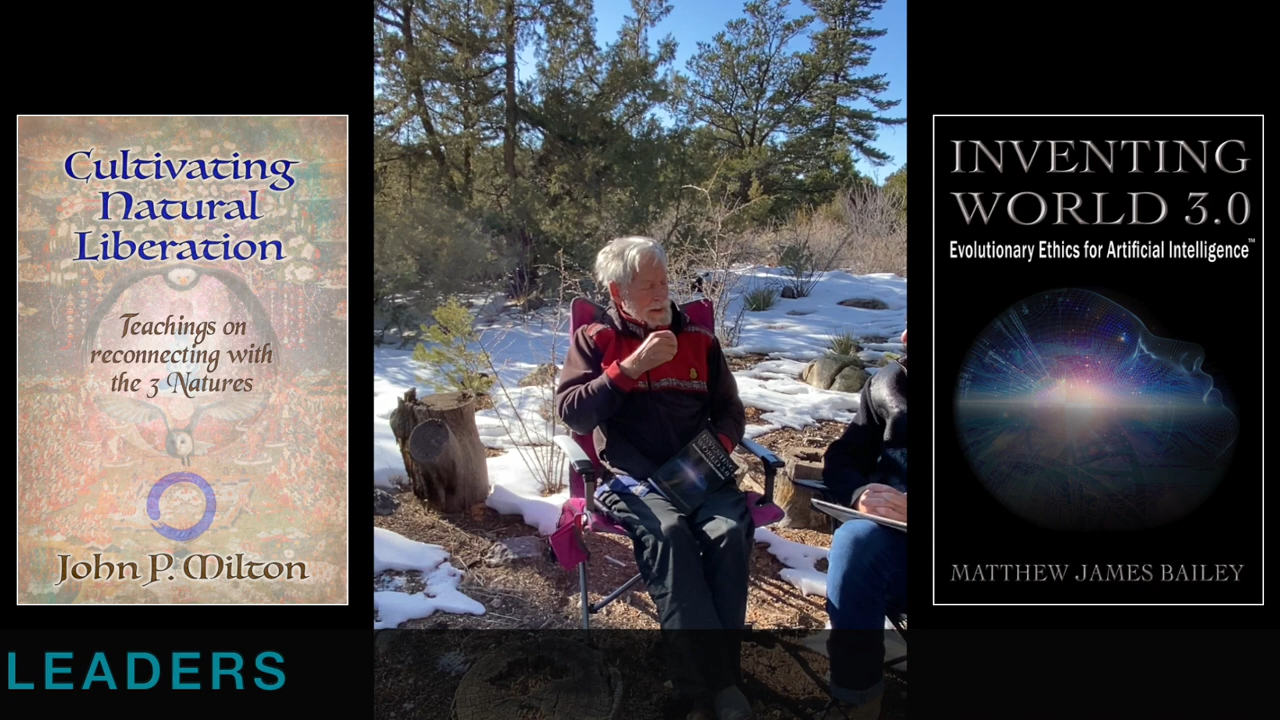 Cultivating
Natural
Liberation
Teachings on
reconnecting with
the 3 Natures
John P. Milton
INVENTING
WORLD 3.0
Evolutionary Ethics for Artificial Intelligence™
MATTHEW JAMES BAILEY
LEADERS